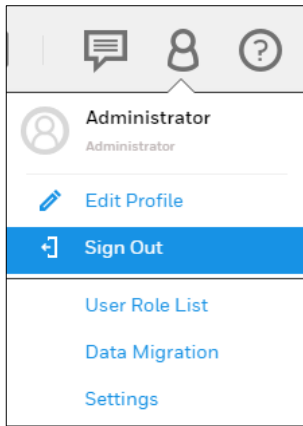 ?
Administrator
Administrator
Edit Profile
Sign Out
User Role List
Data Migration
Settings